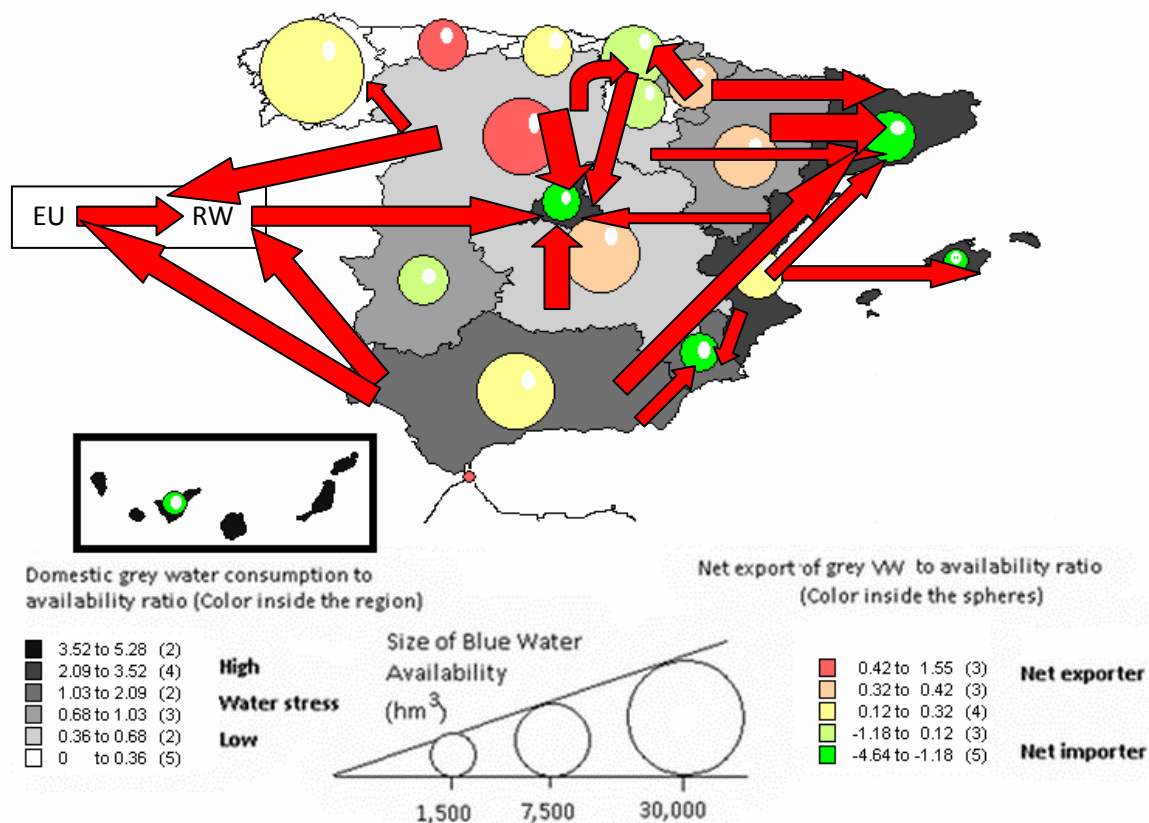 EU RW
Domestic grey water consumption to
availability ratio (Color inside the region)
3.52 to 5.28 (2)
2.09 to 3.52 (4)
1.03 to 2.09 (2)
0.68 to 1.03 (3)
0.36 to 0.68 (2)
0 to 0.36 (5)
High
Water stress
Low
Size of Blue Water
Availability
(hm³)
1,500 7,500 30,000
Net export of grey VW to availability ratio
(Color inside the spheres)
0.42 to 1.55 (3)
0.32 to 0.42 (3)
0.12 to 0.32 (4)
-1.18 to 0.12 (3)
-4.64 to -1.18 (5)
Net exporter
Net importer